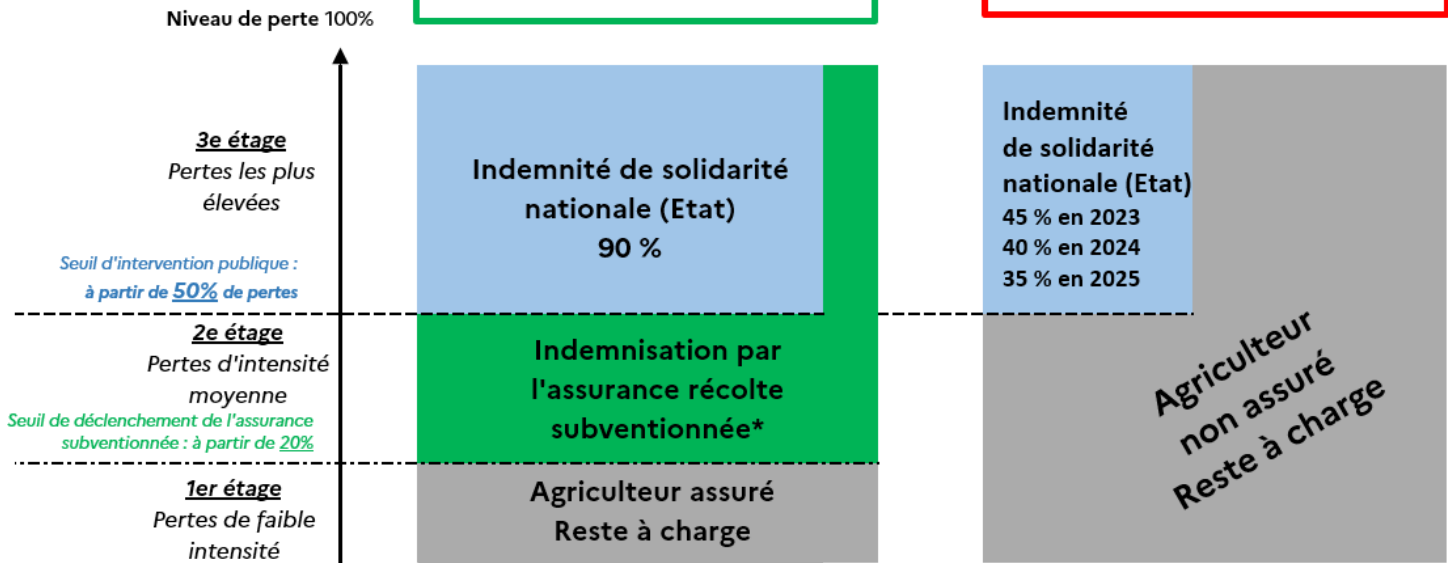 Niveau de perte 100%
3e étage
Pertes les plus
élevées
Seuil d'intervention publique :
à partir de 50% de pertes
2e étage
Pertes d'intensité
moyenne
Seuil de déclenchement de l'assurance
subventionnée : à partir de 20%
1er étage
Pertes de faible
intensité
Indemnité de solidarité
nationale (Etat)
90 %
Indemnisation par
l'assurance récolte
subventionnée*
Agriculteur assuré
Reste à charge
Indemnité
de solidarité
nationale (Etat)
45 % en 2023
40 % en 2024
35 % en 2025
Agriculteur
non assuré
Reste à charge